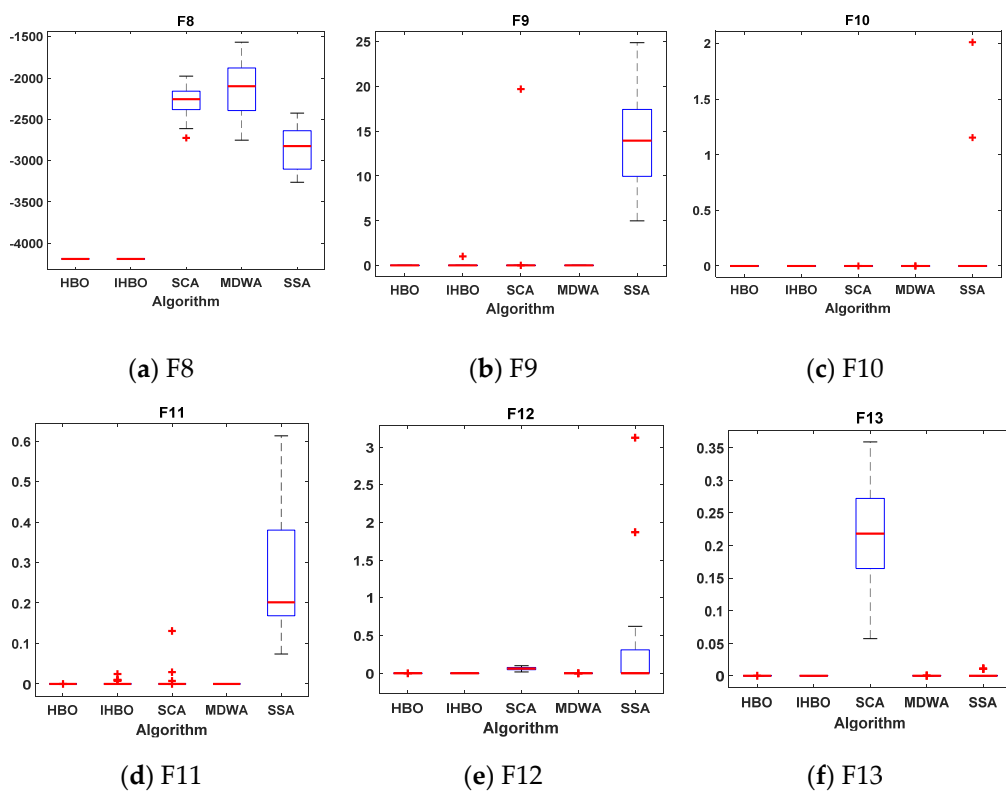 F8
-1500
-2000
-2500
-3000
-3500
-4000
HBO IHBO SCA MDWA SSA
Algorithm
(a) F8
F9
25
20
15
10
5
0
HBO IHBO SCA MDWA SSA
Algorithm
(b) F9
F10
2
1.5
1
0.5
0
HBO IHBO SCA MDWA SSA
Algorithm
(c) F10
F11
0.6
0.5
0.4
0.3
0.2
0.1
0
HBO IHBO SCA MDWA SSA
Algorithm
(d) F11
F12
3
2.5
2
1.5
1
0.5
0
HBO IHBO SCA MDWA SSA
Algorithm
(e) F12
F13
0.35
0.3
0.25
0.2
0.15
0.1
0.05
0
HBO IHBO SCA MDWA SSA
Algorithm
(f) F13